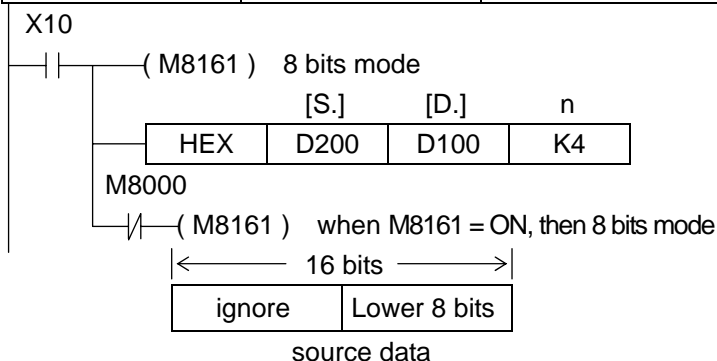 X10
( M8161 ) 8 bits mode
[S.] [D.] n
HEX D200 D100 K4
M8000
( M8161 ) when M8161 = ON, then 8 bits mode
16 bits
ignore Lower 8 bits
source data